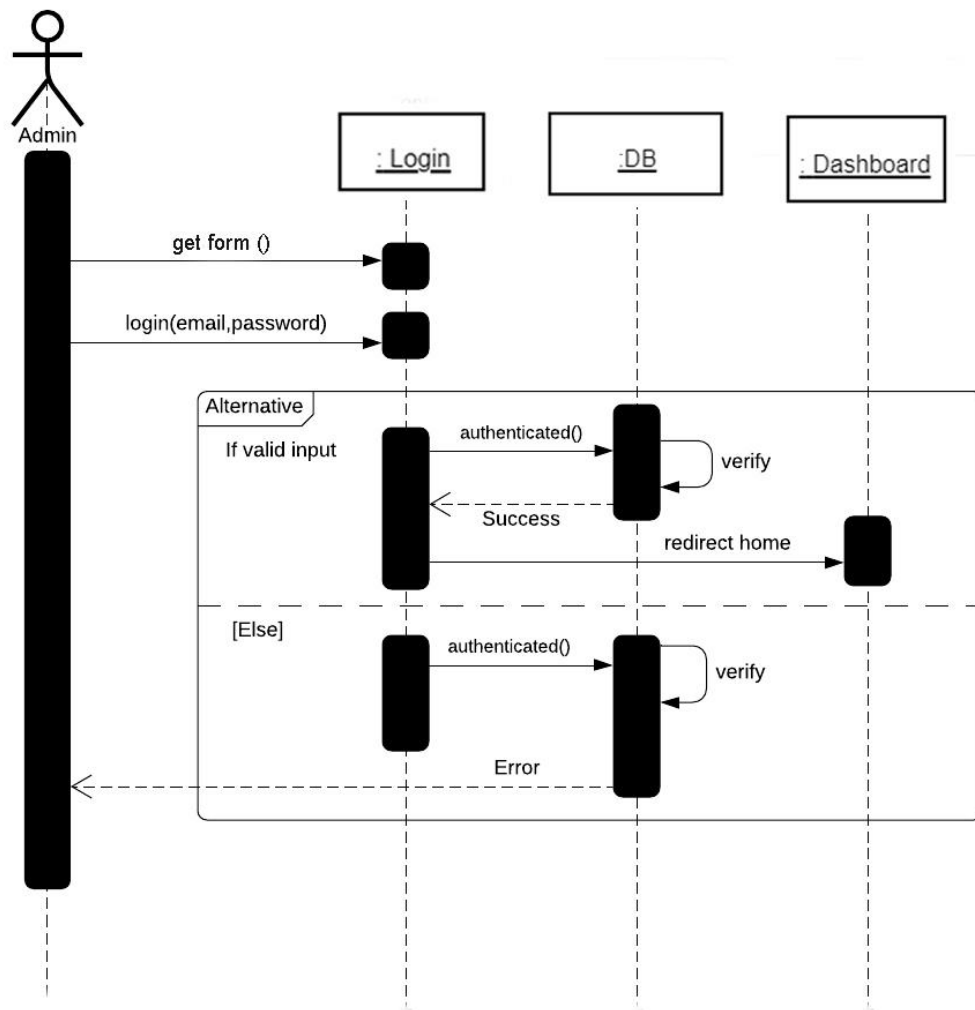 Admin
: Login
:DB
: Dashboard
get form ()
login(email,password)
Alternative
If valid input
authenticated()
verify
Success
redirect home
[Else]
authenticated()
verify
Error